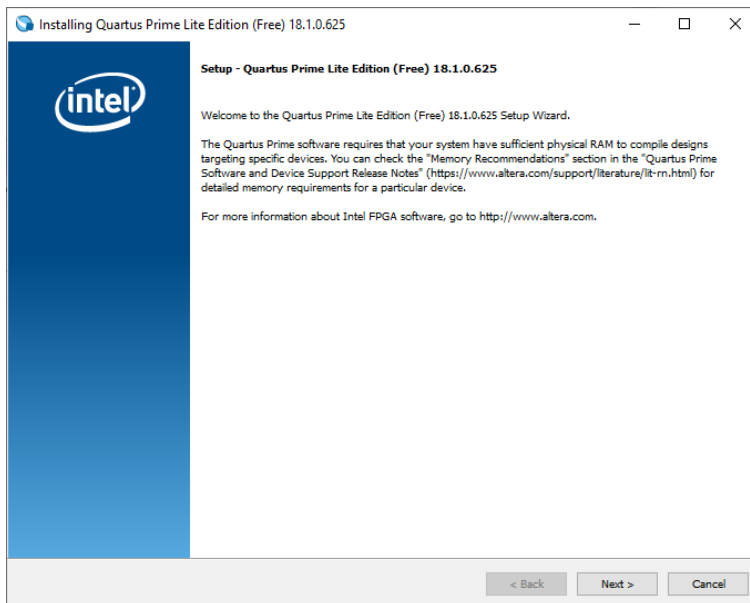 Installing Quartus Prime Lite Edition (Free) 18.1.0.625
intel
Setup - Quartus Prime Lite Edition (Free) 18.1.0.625
Welcome to the Quartus Prime Lite Edition (Free) 18.1.0.625 Setup Wizard.
The Quartus Prime software requires that your system have sufficient physical RAM to compile designs
targeting specific devices. You can check the "Memory Recommendations" section in the "Quartus Prime
Software and Device Support Release Notes" (https://www.altera.com/support/literature/lit-rn.html) for
detailed memory requirements for a particular device.
For more information about Intel FPGA software, go to http://www.altera.com.
< Back Next > Cancel